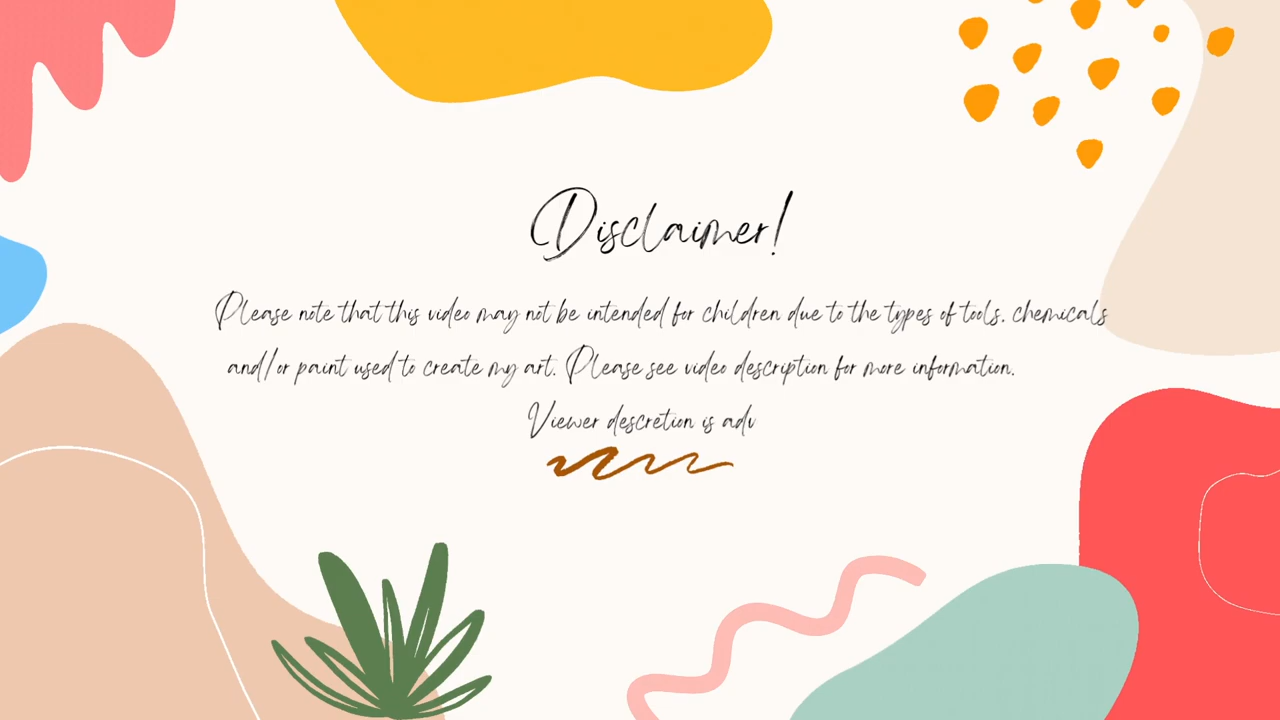 Disclaimer!
Please note that this video may not be intended for children due to the types of tools, chemicals
and/or paint used to create my art. Please see video description for more information.
Viewer descretion is adv